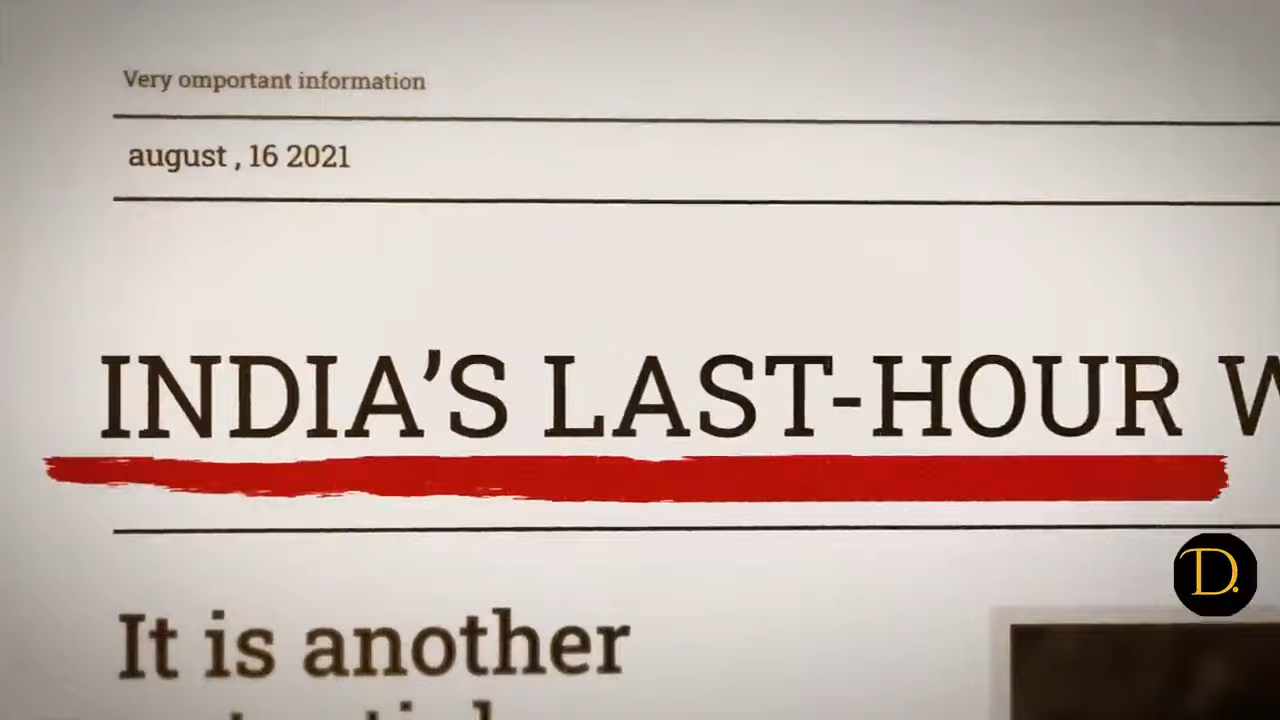 Very omportant information
august , 16 2021
INDIA’S LAST-HOUR W
It is another
D.